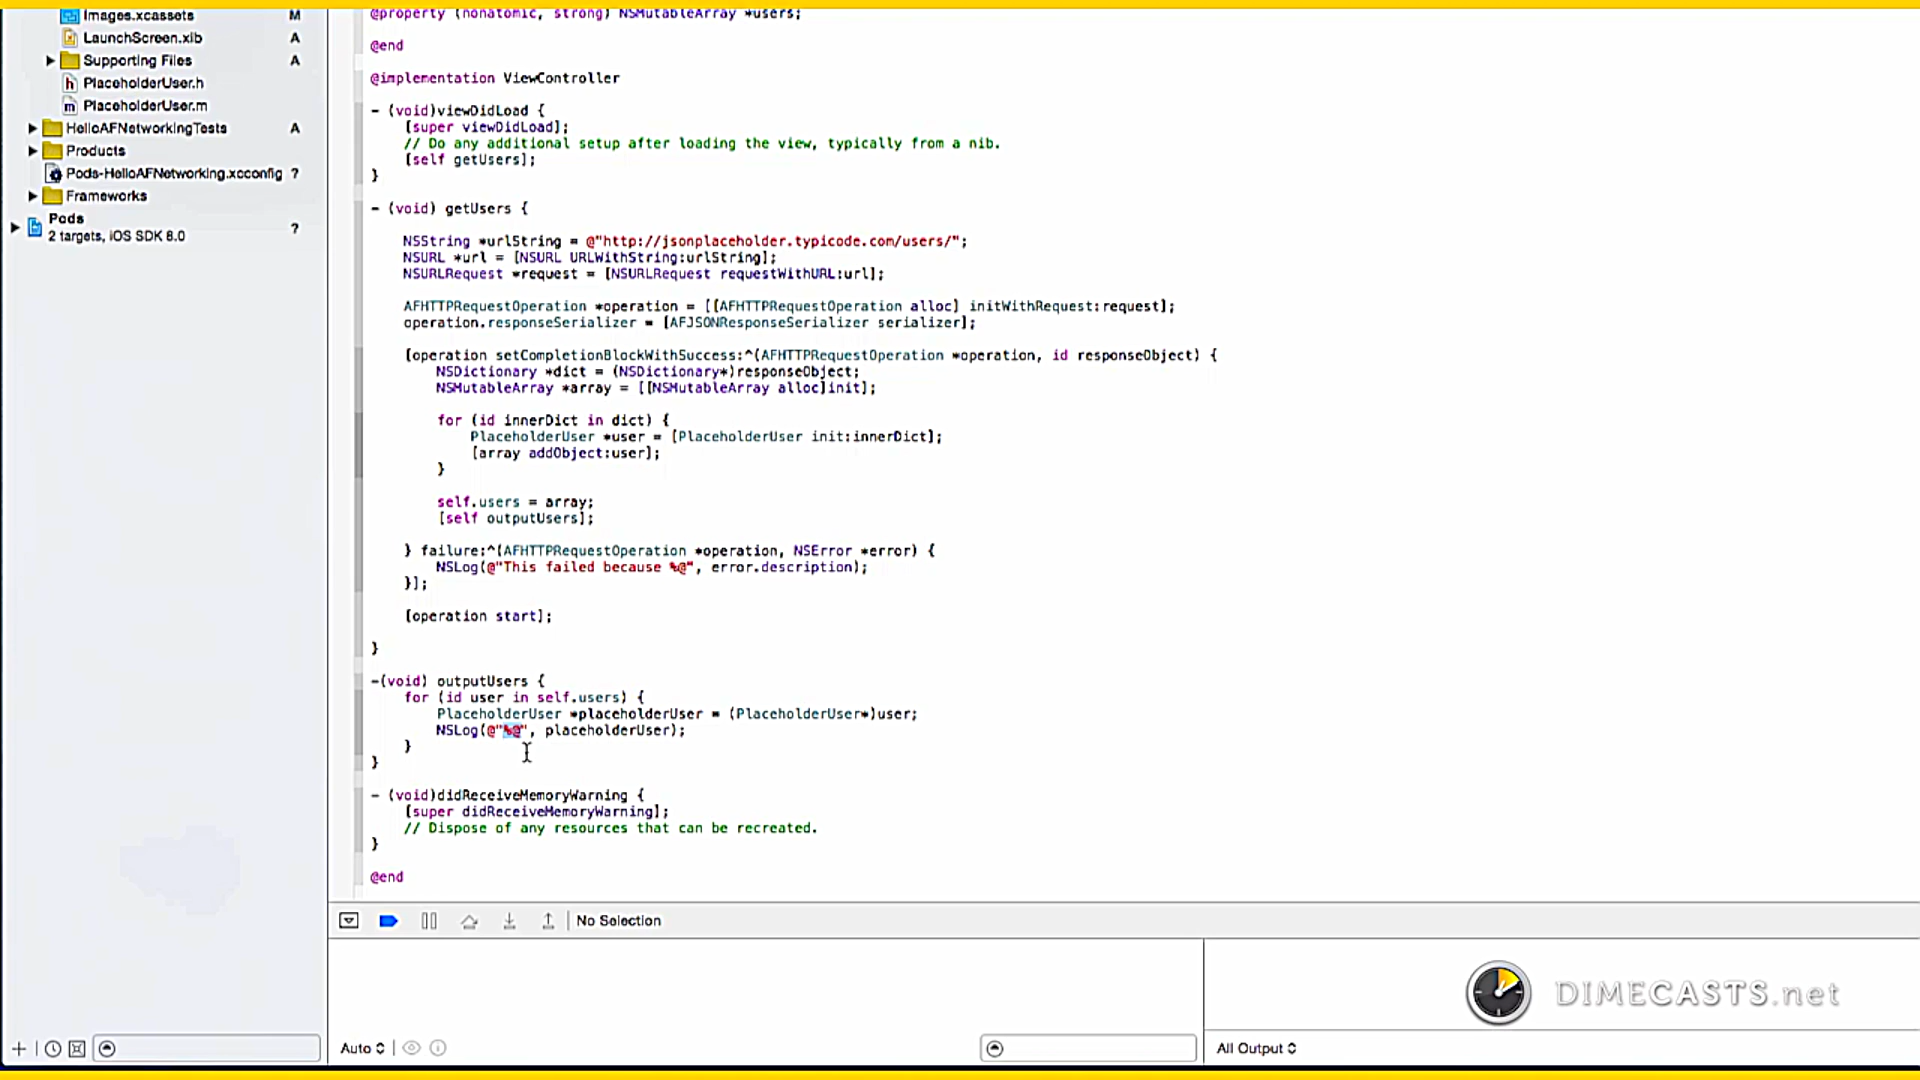 Images.xcassets M
LaunchScreen.xib A
Supporting Files A
h PlaceholderUser.h
m PlaceholderUser.m
HelloAFNetworkingTests A
Products
Pods-HelloAFNetworking.xcconfig ?
Frameworks
Pods
2 targets, iOS SDK 8.0 ?
@property (nonatomic, strong) NSMutableArray *users;
@end
@implementation ViewController
- (void)viewDidLoad {
[super viewDidLoad];
// Do any additional setup after loading the view, typically from a nib.
[self getUsers];
}
- (void) getUsers {
NSString *urlString = @"http://jsonplaceholder.typicode.com/users/";
NSURL *url = [NSURL URLWithString:urlString];
NSURLRequest *request = [NSURLRequest requestWithURL:url];
AFHTTPRequestOperation *operation = [[AFHTTPRequestOperation alloc] initWithRequest:request];
operation.responseSerializer = [AFJSONResponseSerializer serializer];
[operation setCompletionBlockWithSuccess:^(AFHTTPRequestOperation *operation, id responseObject) {
NSDictionary *dict = (NSDictionary*)responseObject;
NSMutableArray *array = [[NSMutableArray alloc]init];
for (id innerDict in dict) {
PlaceholderUser *user = [PlaceholderUser init:innerDict];
[array addObject:user];
}
self.users = array;
[self outputUsers];
} failure:^(AFHTTPRequestOperation *operation, NSError *error) {
NSLog(@"This failed because %@", error.description);
}];
[operation start];
}
-(void) outputUsers {
for (id user in self.users) {
PlaceholderUser *placeholderUser = (PlaceholderUser*)user;
NSLog(@"%@", placeholderUser);
}
}
- (void)didReceiveMemoryWarning {
[super didReceiveMemoryWarning];
// Dispose of any resources that can be recreated.
}
@end
No Selection
DIMECASTS.net
Auto
All Output